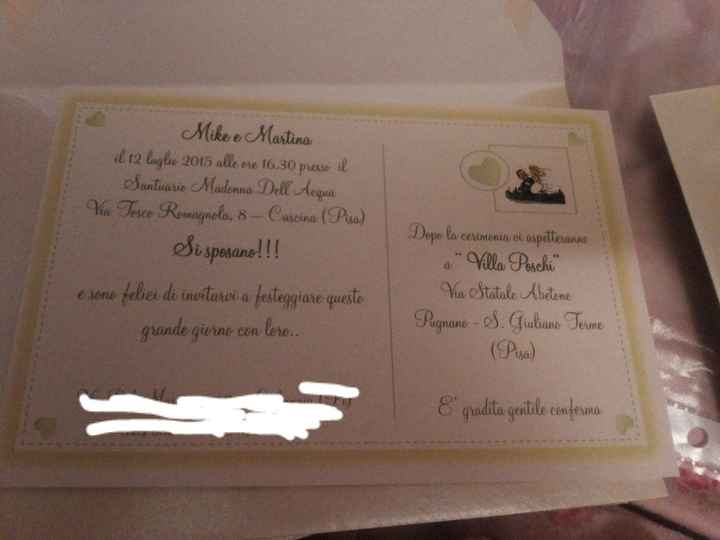 Mike e Martina
il 12 luglio 2015 alle ore 16.30 presso il
Santuario Madonna Dell'Acqua
Via Tosco Romagnola, 8 – Cascina (Pisa)
Si sposano!!!
e sono felici di invitarvi a festeggiare questo
grande giorno con loro..
Dopo la cerimonia vi aspetteranno
a " Villa Poschi"
Via Statale Abetone
Pugnano - S. Giuliano Terme
(Pisa)
E' gradita gentile conferma